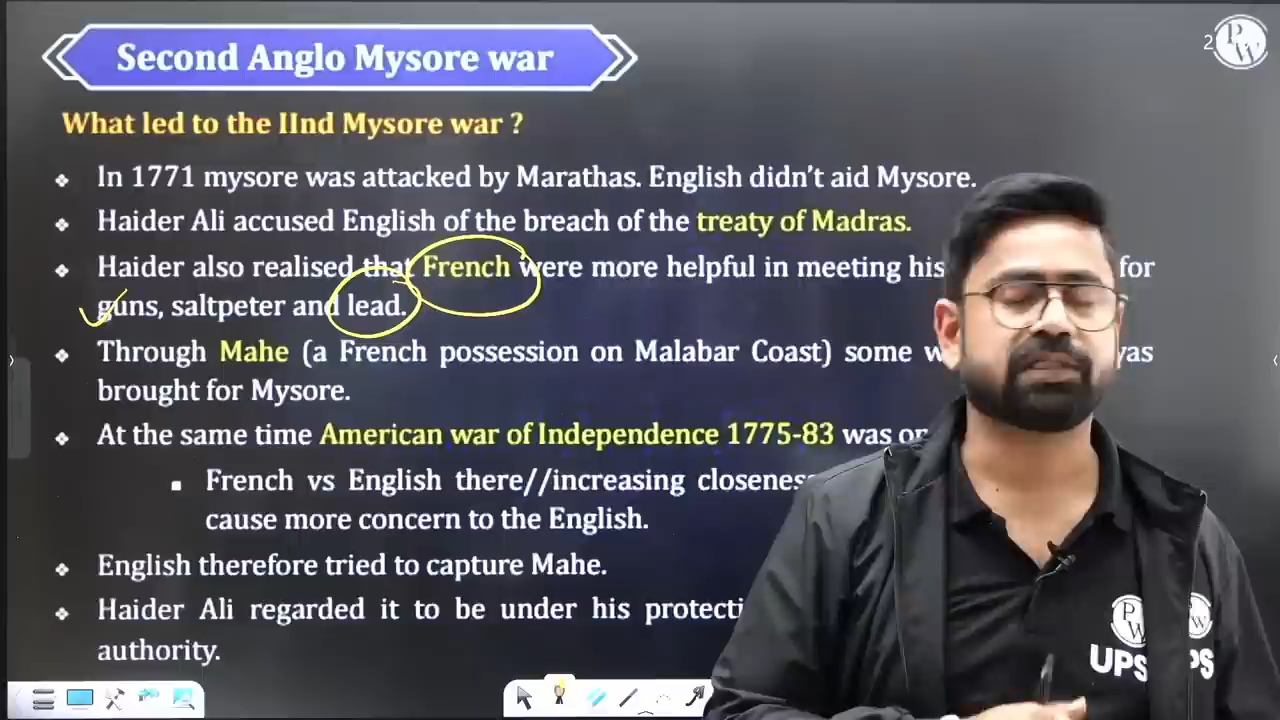 Second Anglo Mysore war
2
PW
What led to the IInd Mysore war ?
In 1771 mysore was attacked by Marathas. English didn't aid Mysore.
Haider Ali accused English of the breach of the treaty of Madras.
Haider also realised that French were more helpful in meeting his for
guns, saltpeter and lead.
Through Mahe (a French possession on Malabar Coast) some
brought for Mysore.
At the same time American war of Independence 1775-83 was
French vs English there//increasing
cause more concern to the English.
English therefore tried to capture Mahe.
Haider Ali regarded it to be under his
authority.
PW PW
UPS PS